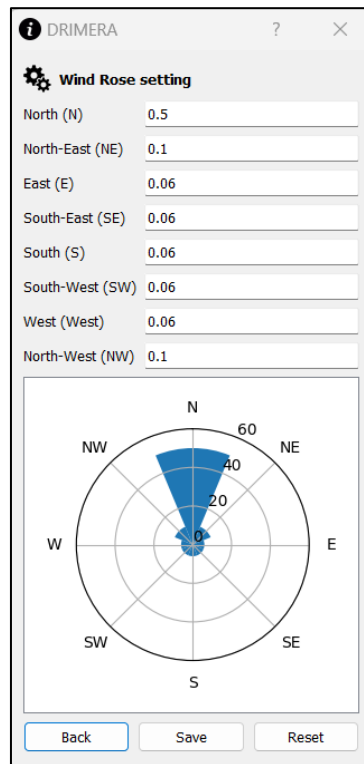 DRIMERA ?
Wind Rose setting
North (N) 0.5
North-East (NE) 0.1
East (E) 0.06
South-East (SE) 0.06
South (S) 0.06
South-West (SW) 0.06
West (West) 0.06
North-West (NW) 0.1
N
60
NW NE
40
20
0
W E
SW SE
S
Back Save Reset